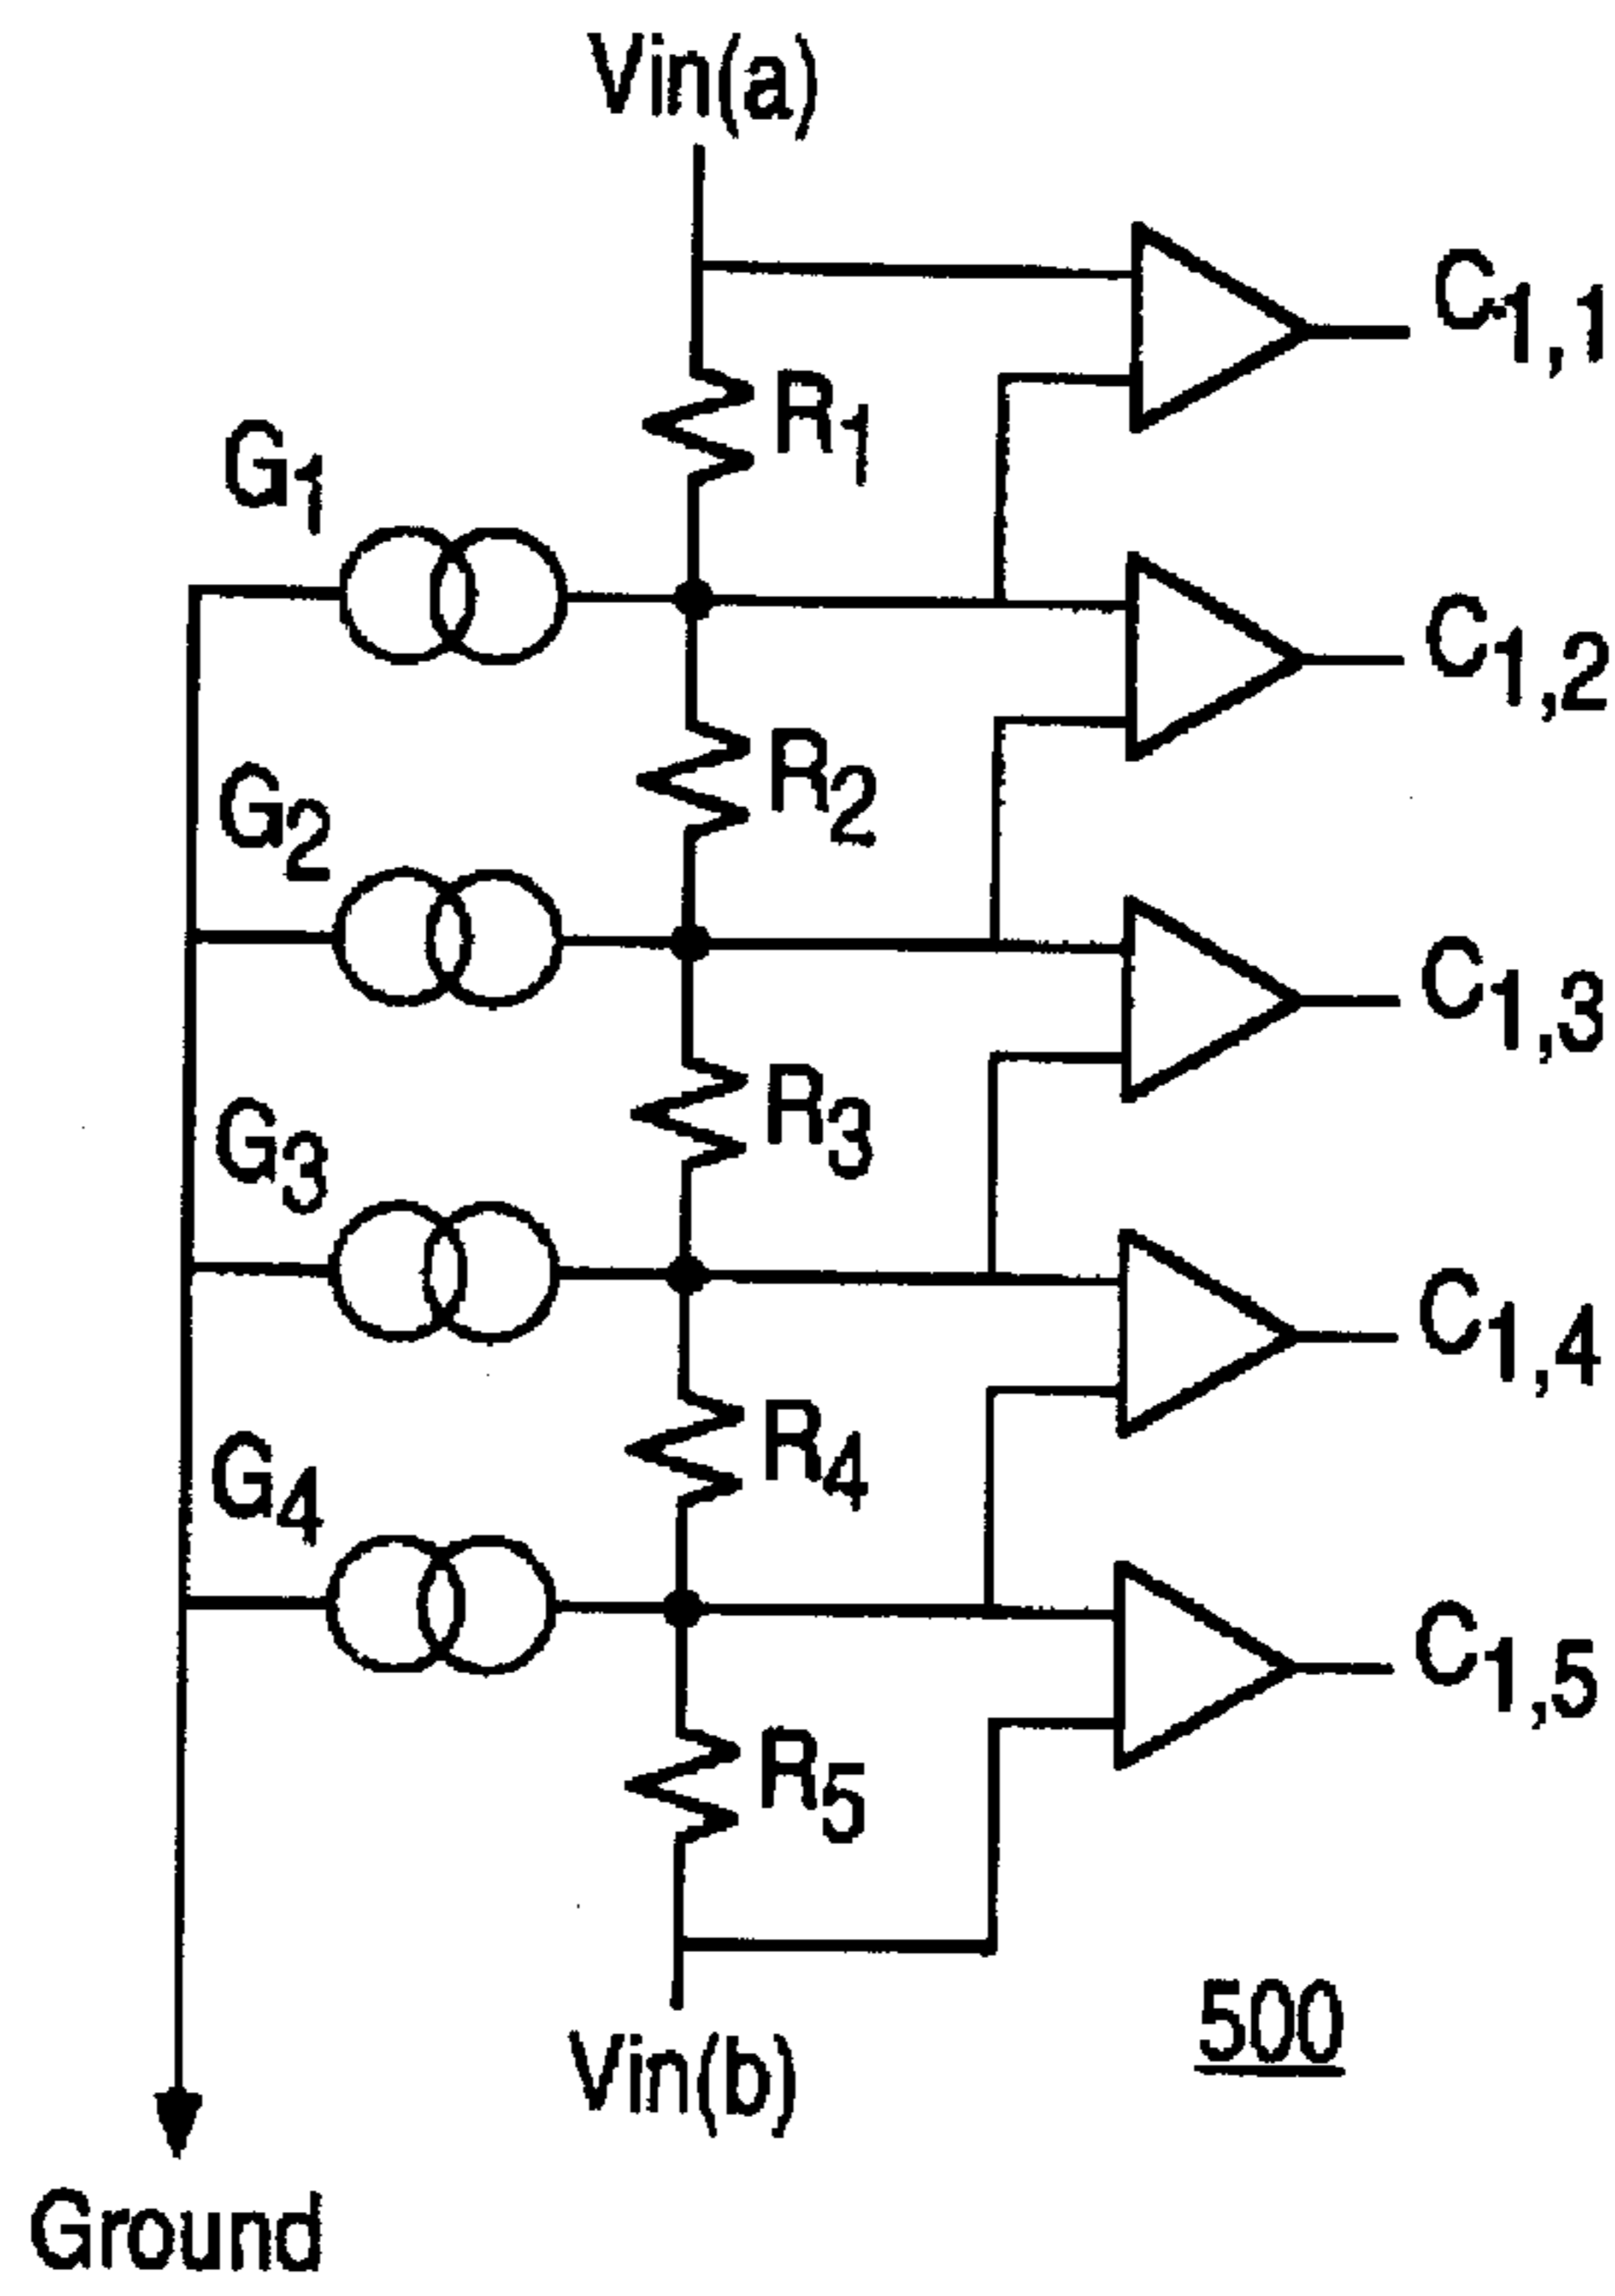 Vin(a)
C1,1
R1
G1
C1,2
R2
G2
C1,3
R3
G3
C1,4
R4
G4
C1,5
R5
500
Vin(b)
Ground